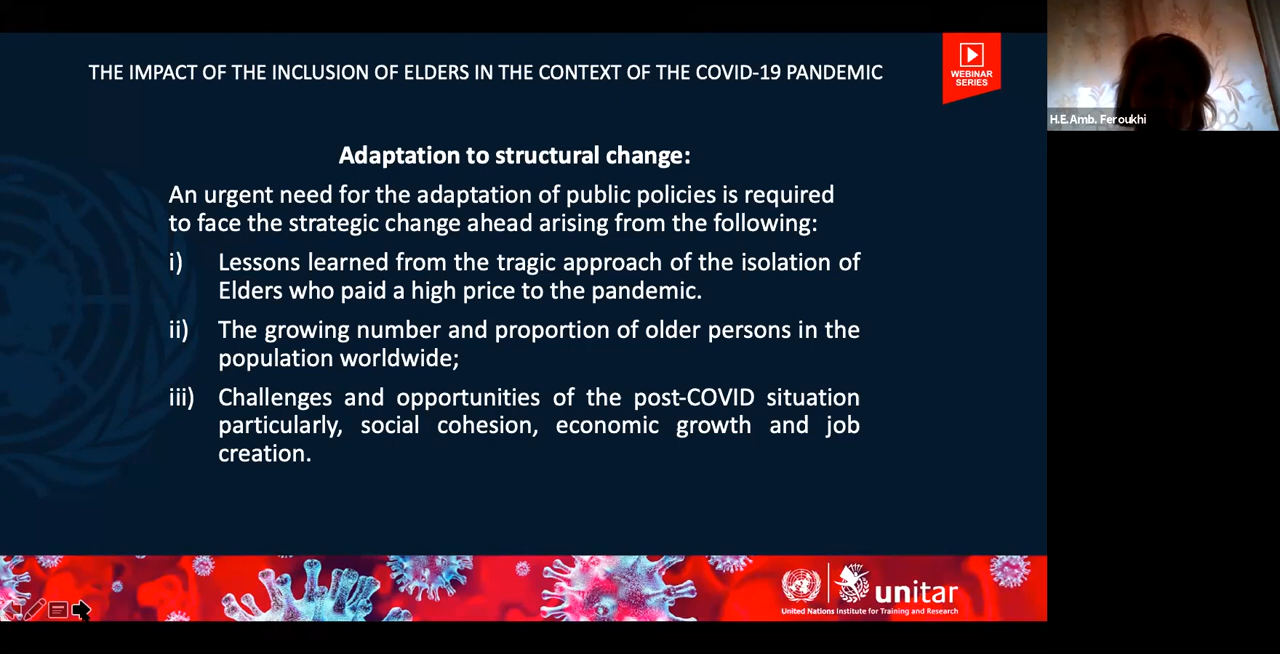 THE IMPACT OF THE INCLUSION OF ELDERS IN THE CONTEXT OF THE COVID-19 PANDEMIC
WEBINAR
SERIES
H.E.Amb. Feroukhi
Adaptation to structural change:
An urgent need for the adaptation of public policies is required
to face the strategic change ahead arising from the following:
i) Lessons learned from the tragic approach of the isolation of
Elders who paid a high price to the pandemic.
ii) The growing number and proportion of older persons in the
population worldwide;
iii) Challenges and opportunities of the post-COVID situation
particularly, social cohesion, economic growth and job
creation.
unitar
United Nations Institute for Training and Research